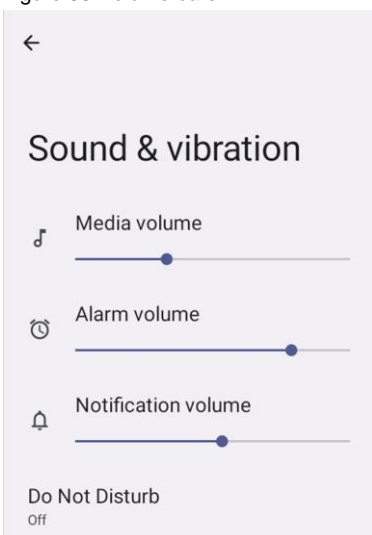 Sound & vibration
Media volume
Alarm volume
Notification volume
Do Not Disturb
Off